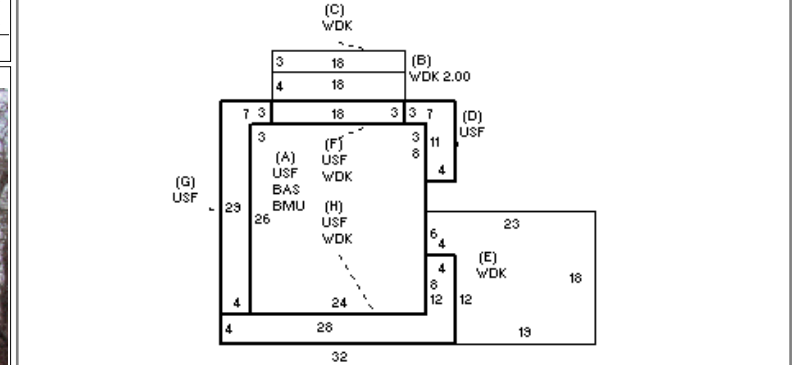 (C)
WDK
3 18 (B)
WDK 2.00
4 18
7 3 18 3 3 7 (D)
USF
3 (F) 3 11
(A) USF 8
USF WDK 4
BAS
BMU
(G)
USF
(H)
USF
WDK
29 26
23
6
4
(E)
WDK
4
8
12 12
18
4 24
4 28 19
32